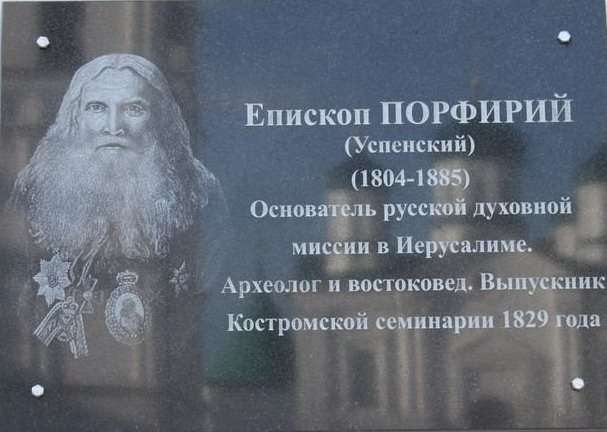 Епископ ПОРФИРИЙ
(Успенский)
(1804-1885)
Основатель русской духовной
миссии в Иерусалиме.
Археолог и востоковед. Выпускник
Костромской семинарии 1829 года